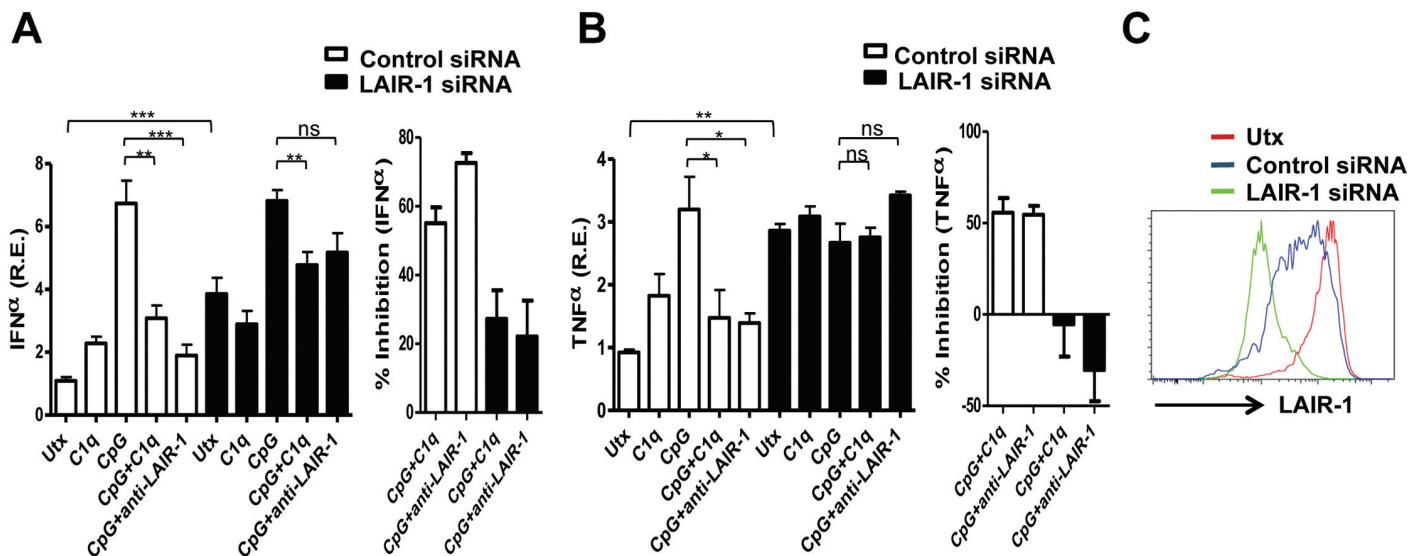 A
Control siRNA
LAIR-1 siRNA
***
***
**
ns
**
IFNα (R.E.)
8
6
4
2
0
Utx
C1q
CpG
CpG+C1q
CpG+anti-LAIR-1
Utx
C1q
CpG
CpG+C1q
CpG+anti-LAIR-1
% Inhibition (IFNα)
80
60
40
20
0
CpG+C1q
CpG+anti-LAIR-1
CpG+C1q
CpG+anti-LAIR-1
B
Control siRNA
LAIR-1 siRNA
**
*
*
ns
ns
TNFα (R.E.)
4
3
2
1
0
Utx
C1q
CpG
CpG+C1q
CpG+anti-LAIR-1
Utx
C1q
CpG
CpG+C1q
CpG+anti-LAIR-1
% Inhibition (TNFα)
100
50
0
-50
CpG+C1q
CpG+anti-LAIR-1
CpG+C1q
CpG+anti-LAIR-1
C
Utx
Control siRNA
LAIR-1 siRNA
LAIR-1